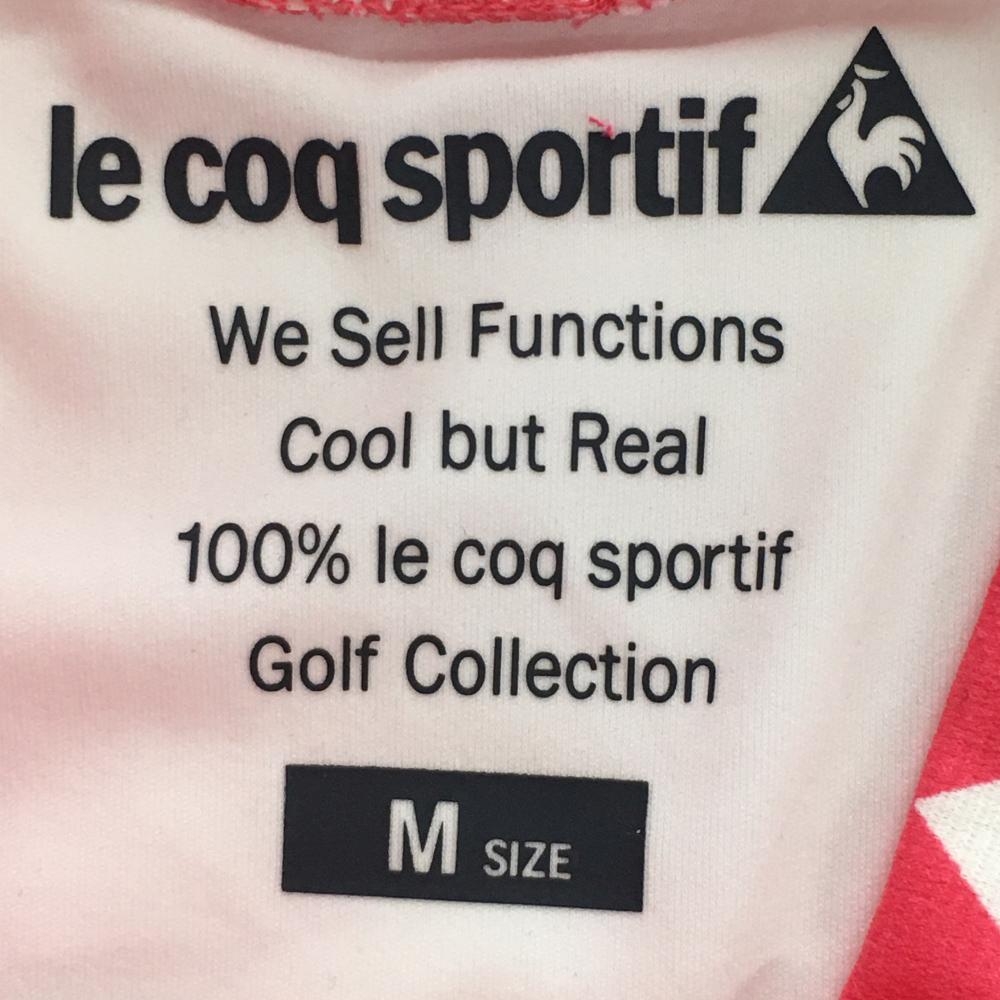 le coq sportif
We Sell Functions
Cool but Real
100% le coq sportif
Golf Collection
M SIZE